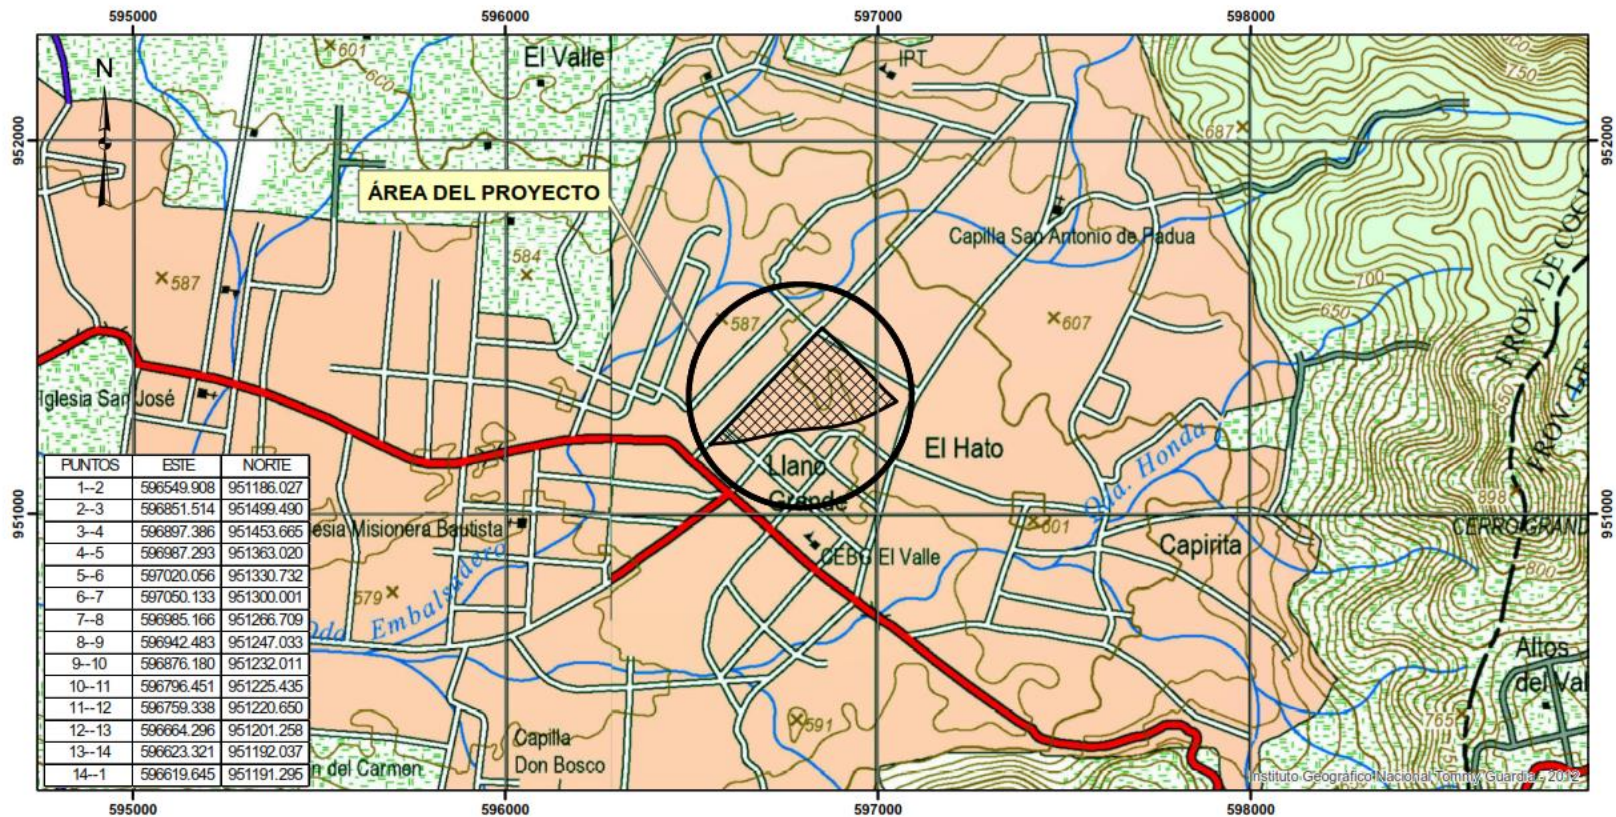 595000 596000 597000 598000
601
El Valle
IPT
750
N
600
952000
687
952000
ÁREA DEL PROYECTO
584
Capilla San Antonio de Padua
587
700
650
587
607
Iglesia San José
El Hato
Llano
Grande
Qda. Honda
898
CERRO GRAND
951000
601
951000
esia Misionera Bautista
CEBG El Valle
Capirita
800
579
Qda Embalsadero
Altos
del Val
765
591
Capilla
Don Bosco
n del Carmen
PUNTOS ESTE NORTE
1--2 596549.908 951186.027
2--3 596851.514 951499.490
3--4 596897.386 951453.665
4--5 596987.293 951363.020
5--6 597020.056 951330.732
6--7 597050.133 951300.001
7--8 596985.166 951266.709
8--9 596942.483 951247.033
9--10 596876.180 951232.011
10--11 596796.451 951225.435
11--12 596759.338 951220.650
12--13 596664.296 951201.258
13--14 596623.321 951192.037
14--1 596619.645 951191.295
Instituto Geográfico Nacional Tommy Guardia - 2012
595000 596000 597000 598000